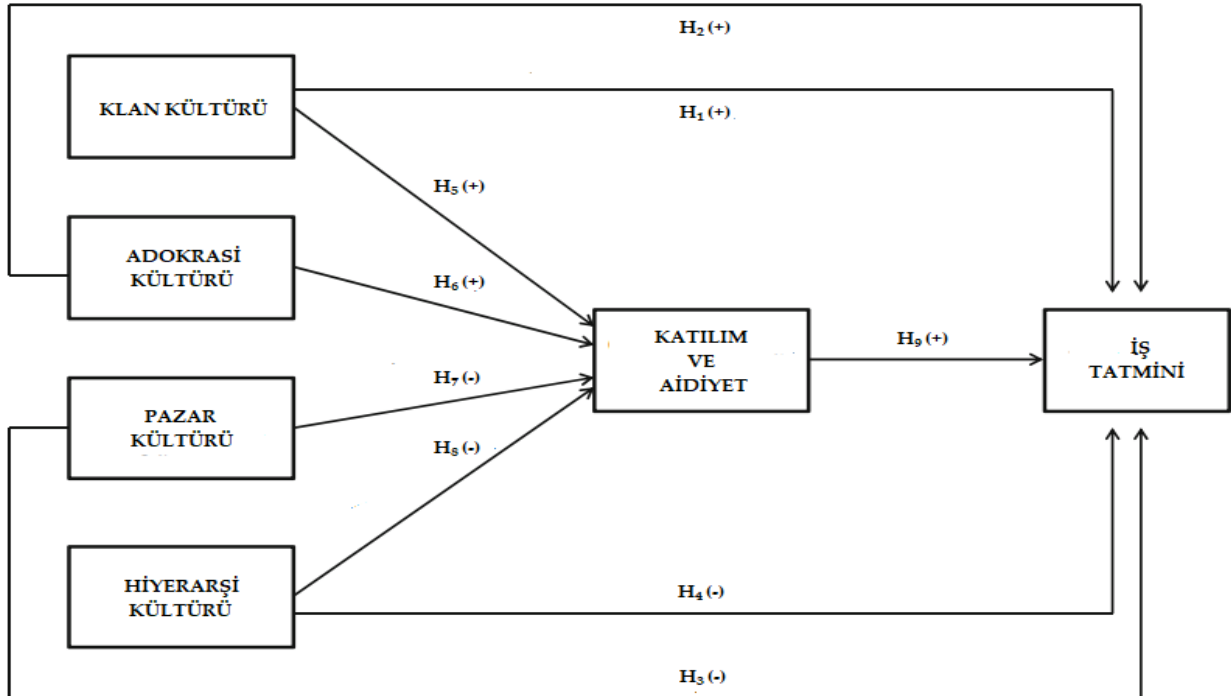 H₂ (+)
KLAN KÜLTÜRÜ
H₁ (+)
H₅ (+)
ADOKRASİ
KÜLTÜRÜ
H₆ (+)
KATILIM
VE
AİDİYET
H₉ (+)
İŞ
TATMİNİ
H₇ (-)
PAZAR
KÜLTÜRÜ
H₈ (-)
HİYERARŞİ
KÜLTÜRÜ
H₄ (-)
H₃ (-)